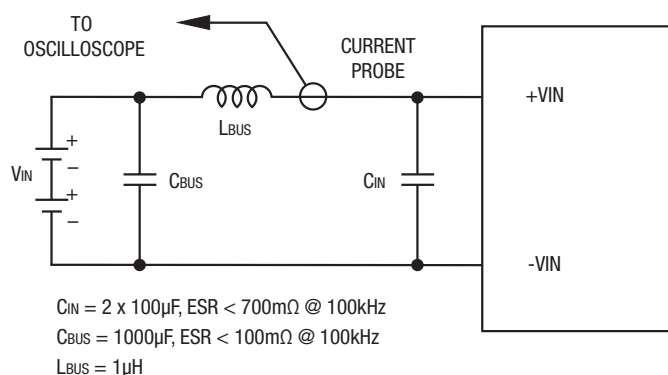 TO
OSCILLOSCOPE
CURRENT
PROBE
+VIN
LBUS
VIN
+
–
+
–
CBUS
CIN
-VIN
CIN = 2 x 100µF, ESR < 700mΩ @ 100kHz
CBUS = 1000µF, ESR < 100mΩ @ 100kHz
LBUS = 1µH